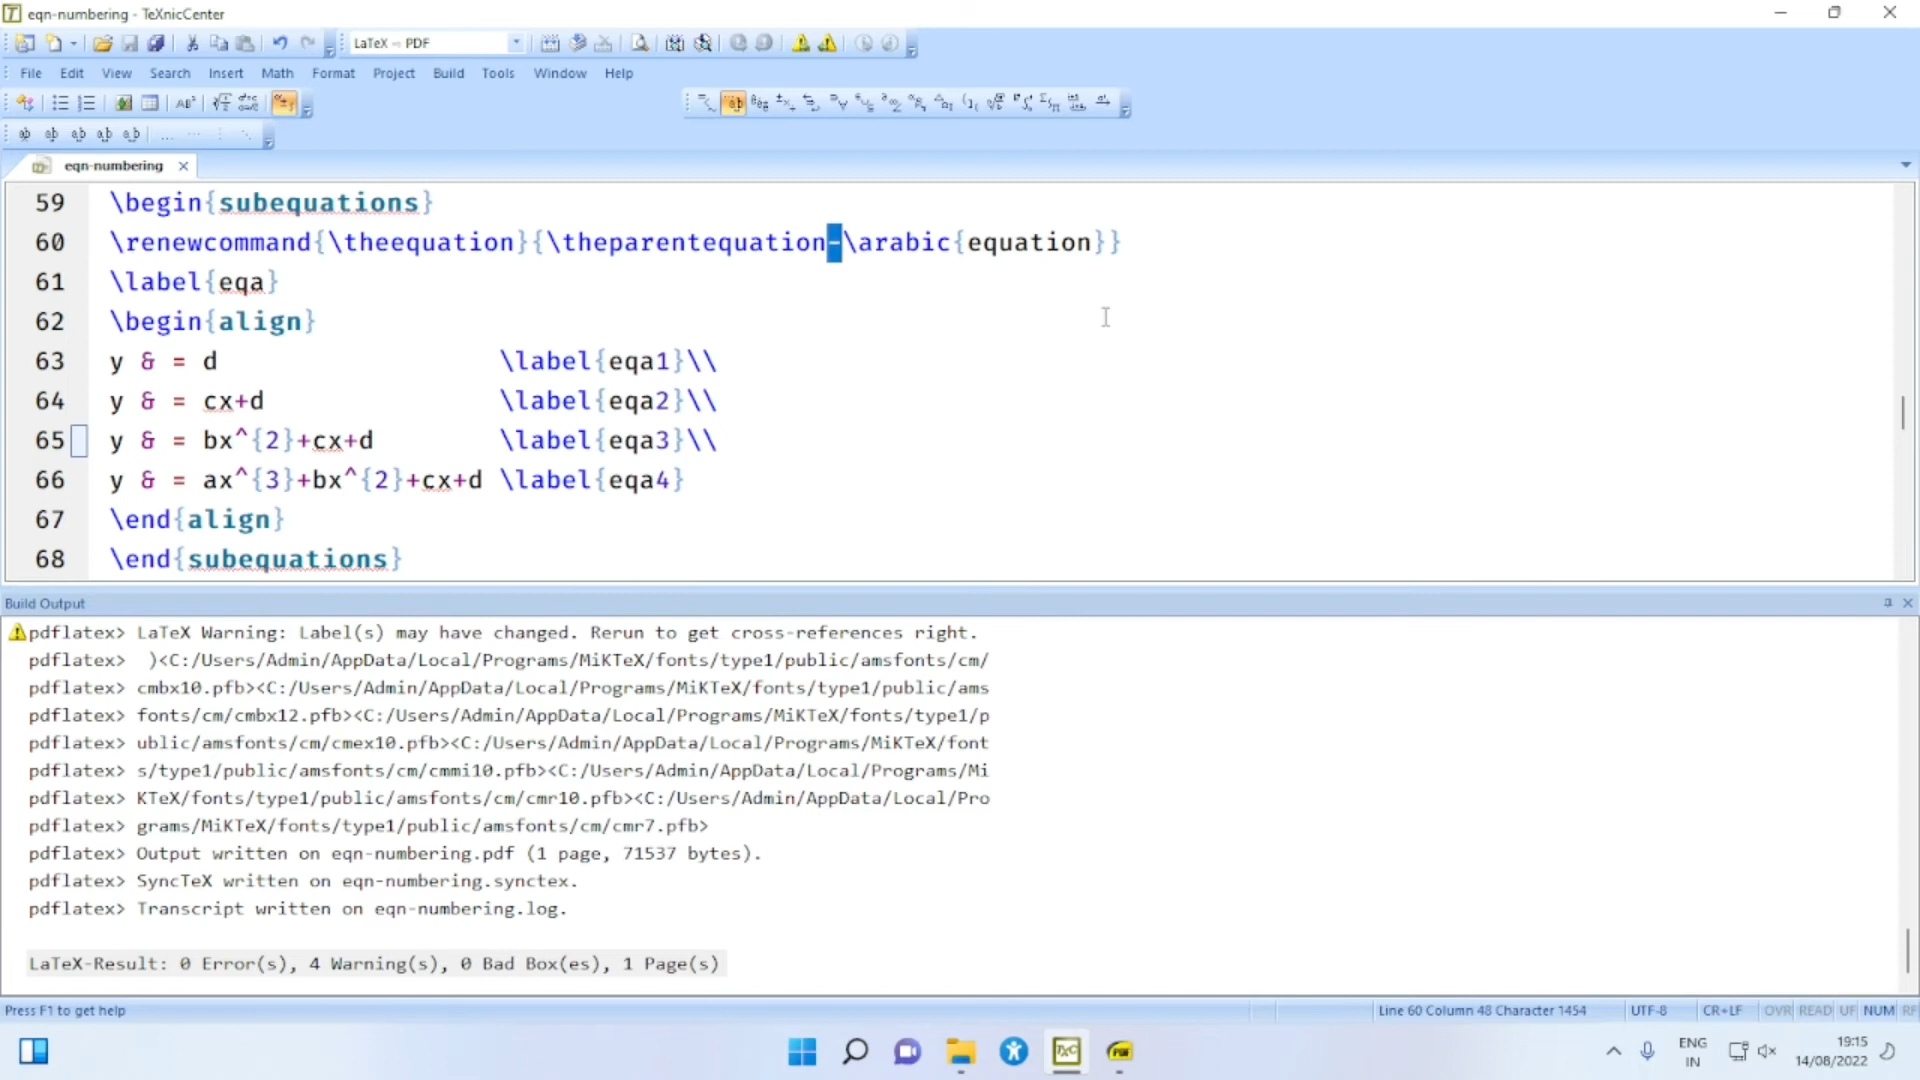 eqn-numbering - TeXnicCenter
LaTeX ⇨ PDF
File Edit View Search Insert Math Format Project Build Tools Window Help
eqn-numbering
59 \begin{subequations}
60 \renewcommand{\theequation}{\theparentequation-\arabic{equation}}
61 \label{eqa}
62 \begin{align}
63 y & = d \label{eqa1}\\
64 y & = cx+d \label{eqa2}\\
65 y & = bx^{2}+cx+d \label{eqa3}\\
66 y & = ax^{3}+bx^{2}+cx+d \label{eqa4}
67 \end{align}
68 \end{subequations}
Build Output
pdflatex> LaTeX Warning: Label(s) may have changed. Rerun to get cross-references right.
pdflatex> )<C:/Users/Admin/AppData/Local/Programs/MiKTeX/fonts/type1/public/amsfonts/cm/
pdflatex> cmbx10.pfb><C:/Users/Admin/AppData/Local/Programs/MiKTeX/fonts/type1/public/ams
pdflatex> fonts/cm/cmbx12.pfb><C:/Users/Admin/AppData/Local/Programs/MiKTeX/fonts/type1/p
pdflatex> ublic/amsfonts/cm/cmex10.pfb><C:/Users/Admin/AppData/Local/Programs/MiKTeX/font
pdflatex> s/type1/public/amsfonts/cm/cmmi10.pfb><C:/Users/Admin/AppData/Local/Programs/Mi
pdflatex> KTeX/fonts/type1/public/amsfonts/cm/cmr10.pfb><C:/Users/Admin/AppData/Local/Pro
pdflatex> grams/MiKTeX/fonts/type1/public/amsfonts/cm/cmr7.pfb>
pdflatex> Output written on eqn-numbering.pdf (1 page, 71537 bytes).
pdflatex> SyncTeX written on eqn-numbering.synctex.
pdflatex> Transcript written on eqn-numbering.log.
LaTeX-Result: 0 Error(s), 4 Warning(s), 0 Bad Box(es), 1 Page(s)
Press F1 to get help Line 60 Column 48 Character 1454 UTF-8 CR+LF OVR READ UF NUM RF
TXC PDF ENG IN 19:15 14/08/2022